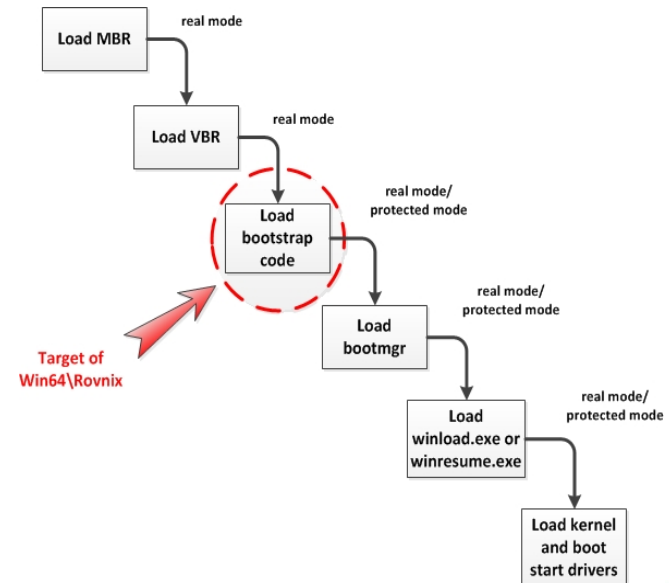 Load MBR
real mode
Load VBR
real mode
Load
bootstrap
code
real mode/
protected mode
Target of
Win64\Rovnix
Load
bootmgr
real mode/
protected mode
Load
winload.exe or
winresume.exe
real mode/
protected mode
Load kernel
and boot
start drivers